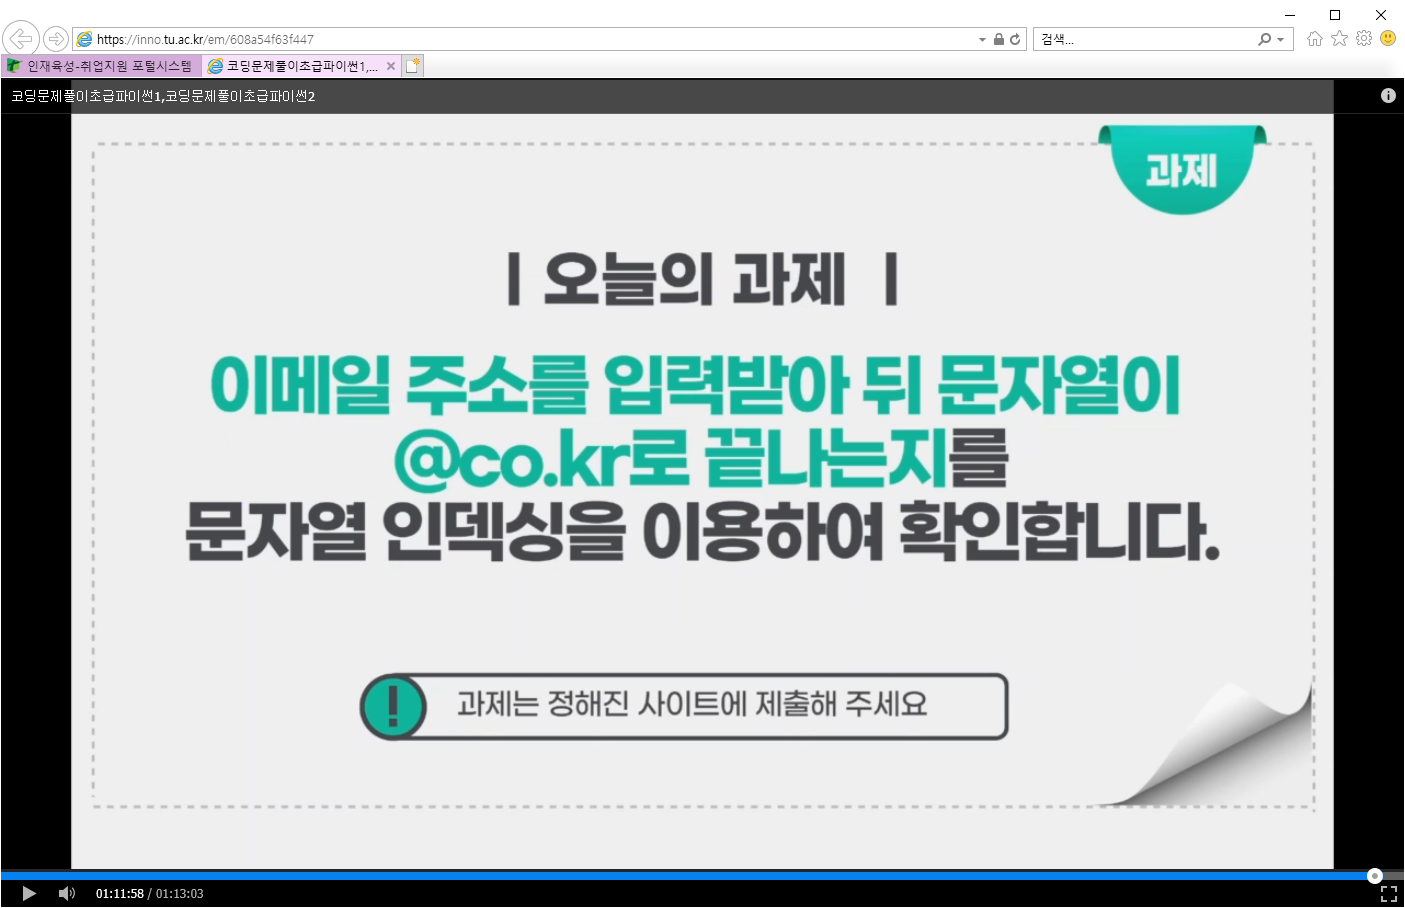 https://inno.tu.ac.kr/em/608a54f63f447
검색...
인재육성-취업지원 포털시스템
코딩문제풀이초급파이썬1,...
코딩문제풀이초급파이썬1,코딩문제풀이초급파이썬2
과제
| 오늘의 과제 |
이메일 주소를 입력받아 뒤 문자열이
@co.kr로 끝나는지를
문자열 인덱싱을 이용하여 확인합니다.
! 과제는 정해진 사이트에 제출해 주세요
01:11:58 / 01:13:03